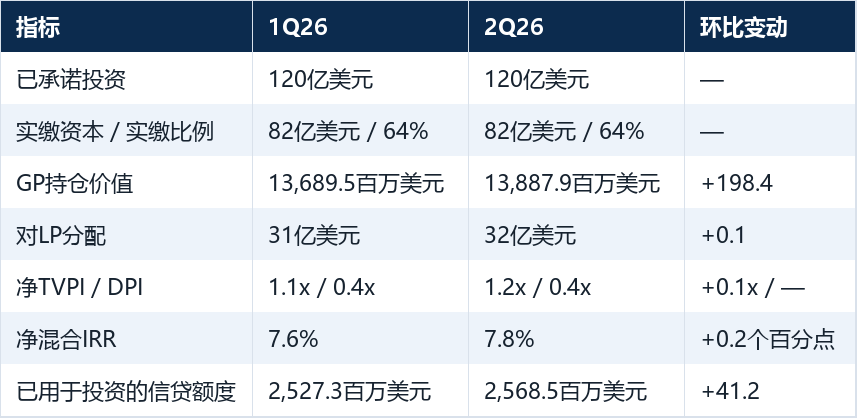 指标 1Q26 2Q26 环比变动
已承诺投资 120亿美元 120亿美元 —
实缴资本 / 实缴比例 82亿美元 / 64% 82亿美元 / 64% —
GP持仓价值 13,689.5百万美元 13,887.9百万美元 +198.4
对LP分配 31亿美元 32亿美元 +0.1
净TVPI / DPI 1.1x / 0.4x 1.2x / 0.4x +0.1x / —
净混合IRR 7.6% 7.8% +0.2个百分点
已用于投资的信贷额度 2,527.3百万美元 2,568.5百万美元 +41.2